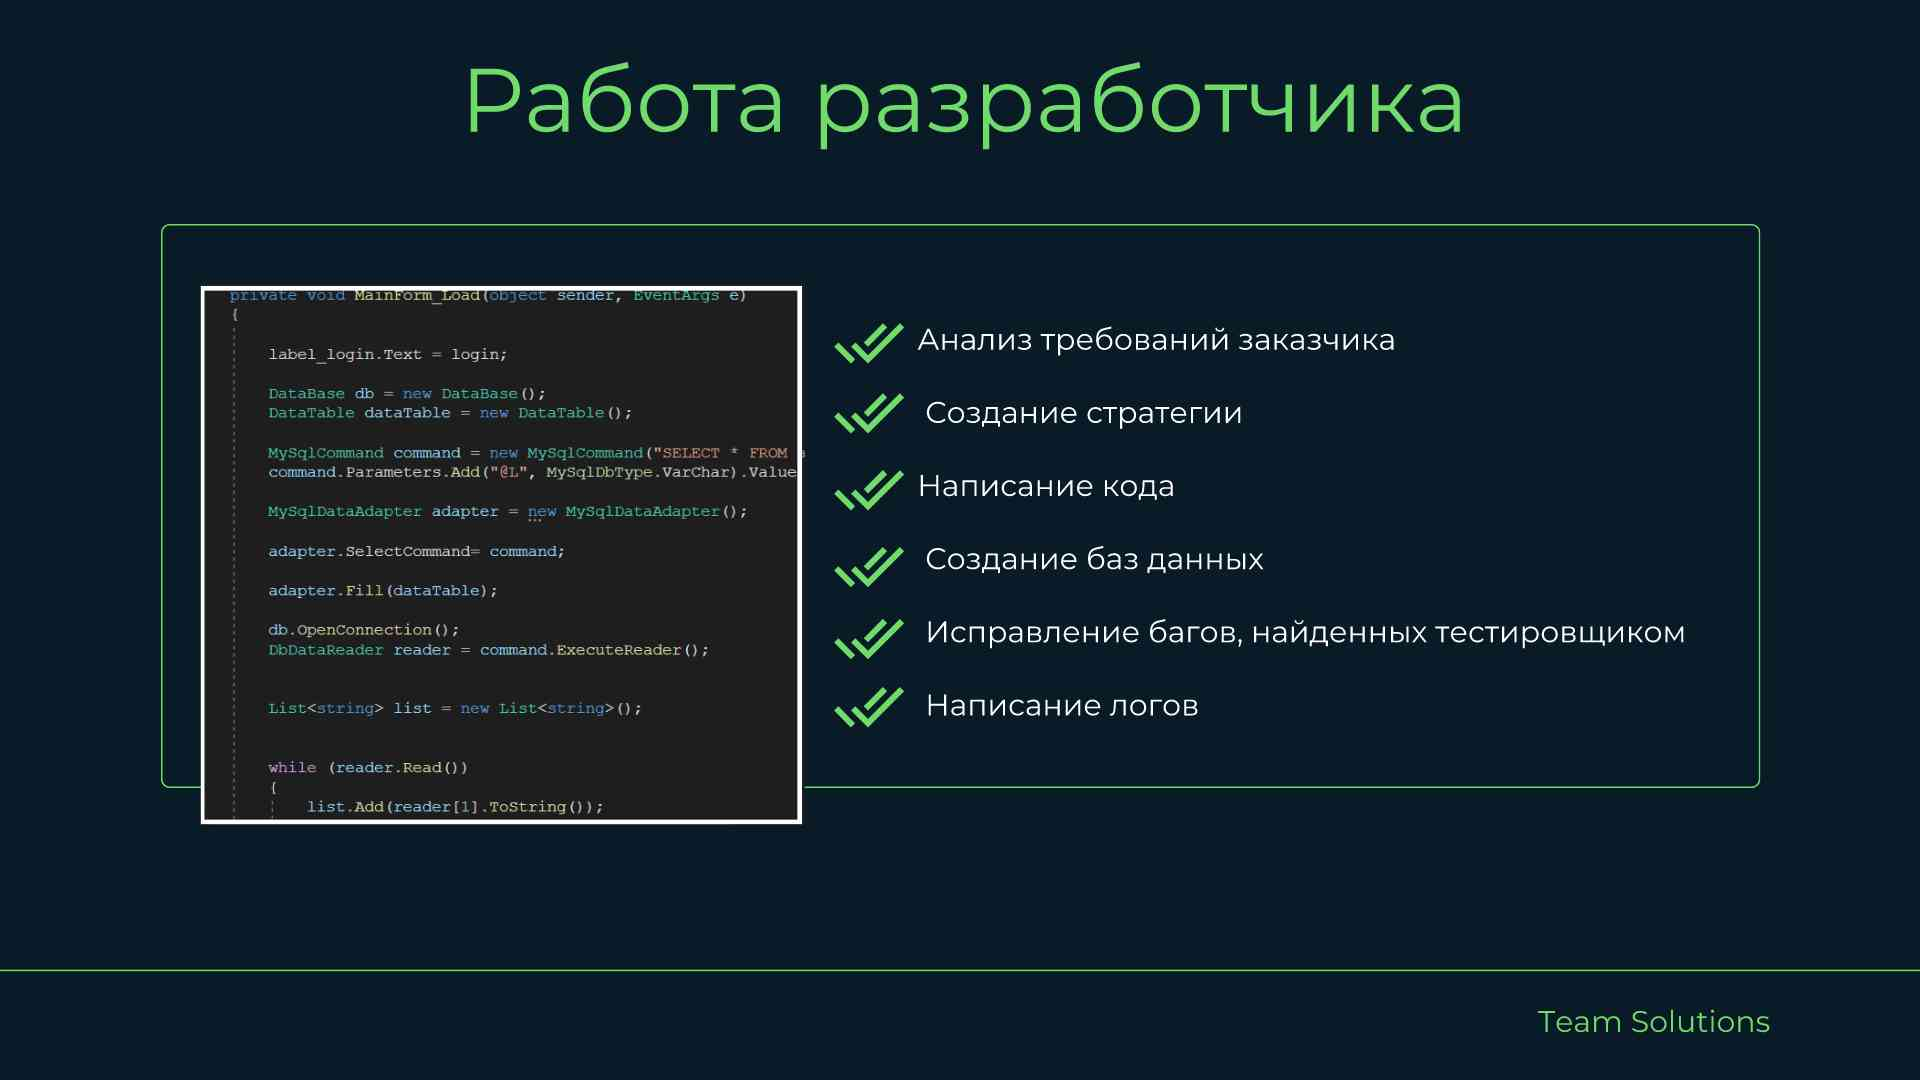 Работа разработчика
private void MainForm_Load(object sender, EventArgs e)
{
label_login.Text = login;
DataBase db = new DataBase();
DataTable dataTable = new DataTable();
MySqlCommand command = new MySqlCommand("SELECT * FROM
command.Parameters.Add("@L", MySqlDbType.VarChar).Value
MySqlDataAdapter adapter = new MySqlDataAdapter();
adapter.SelectCommand= command;
adapter.Fill(dataTable);
db.OpenConnection();
DbDataReader reader = command.ExecuteReader();
List<string> list = new List<string>();
while (reader.Read())
{
list.Add(reader[1].ToString());
Анализ требований заказчика
Создание стратегии
Написание кода
Создание баз данных
Исправление багов, найденных тестировщиком
Написание логов
Team Solutions